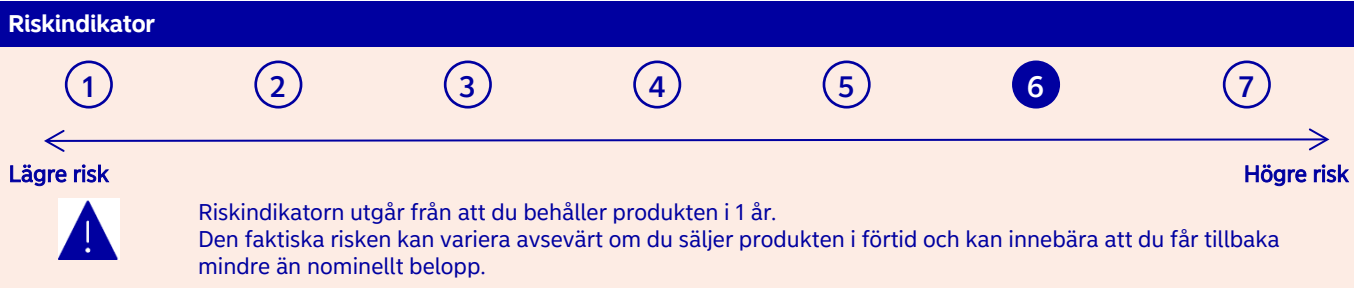 Riskindikator
1 2 3 4 5 6 7
Lägre risk Högre risk
Riskindikatorn utgår från att du behåller produkten i 1 år.
Den faktiska risken kan variera avsevärt om du säljer produkten i förtid och kan innebära att du får tillbaka
mindre än nominellt belopp.